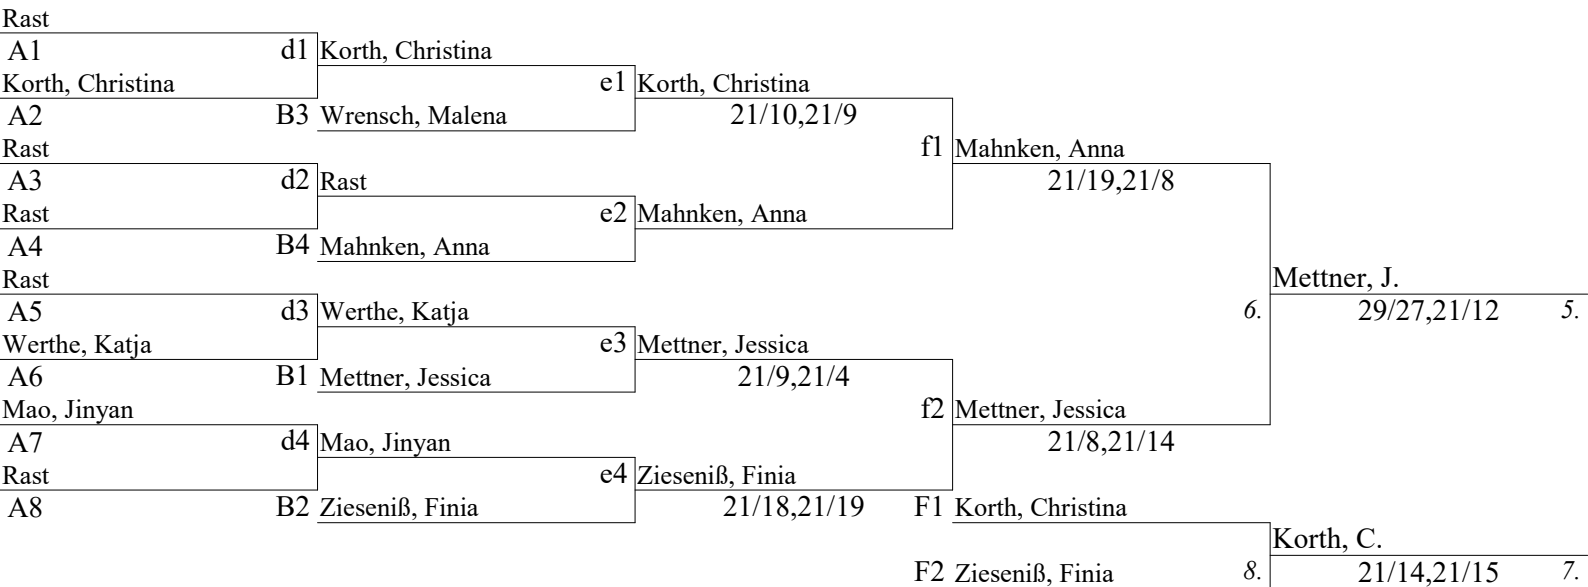 Rast
A1 d1 Korth, Christina
Korth, Christina e1 Korth, Christina
A2 B3 Wrensch, Malena 21/10,21/9
Rast f1 Mahnken, Anna
A3 d2 Rast 21/19,21/8
Rast e2 Mahnken, Anna
A4 B4 Mahnken, Anna
Rast Mettner, J.
A5 d3 Werthe, Katja 6. 29/27,21/12 5.
Werthe, Katja e3 Mettner, Jessica
A6 B1 Mettner, Jessica 21/9,21/4
Mao, Jinyan f2 Mettner, Jessica
A7 d4 Mao, Jinyan 21/8,21/14
Rast e4 Zieseniß, Finia
A8 B2 Zieseniß, Finia 21/18,21/19 F1 Korth, Christina
Korth, C.
F2 Zieseniß, Finia 8. 21/14,21/15 7.